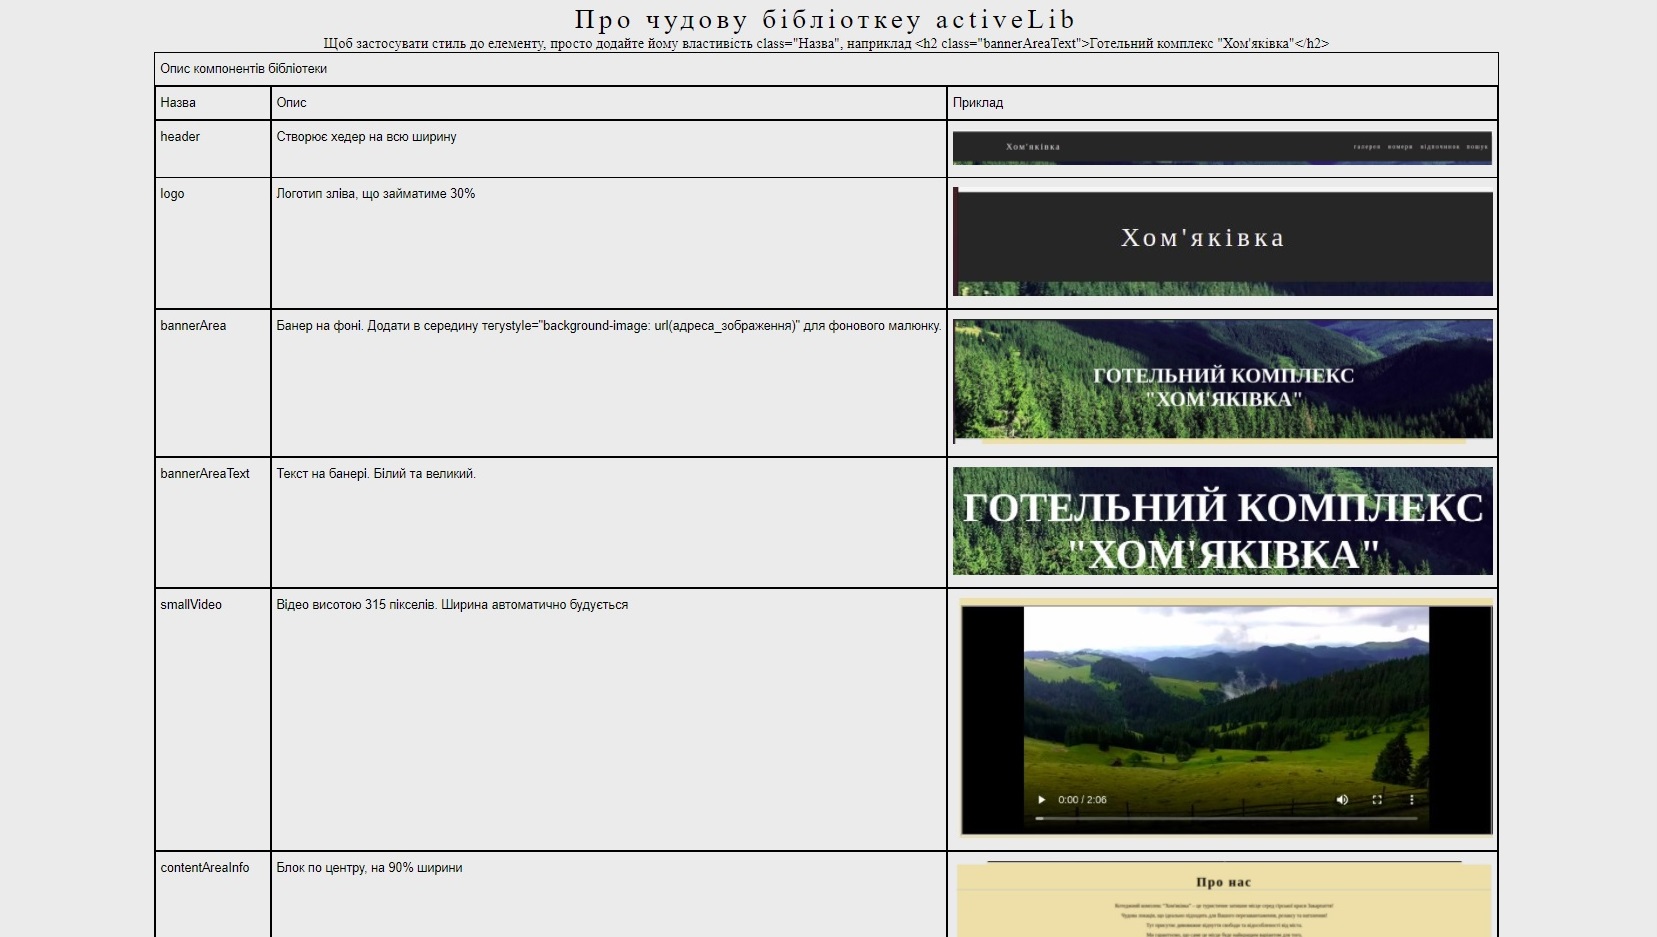 Про чудову бібліоткеу activeLib
Щоб застосувати стиль до елементу, просто додайте йому властивість class="Назва", наприклад <h2 class="bannerAreaText">Готельний комплекс "Хом'яківка"</h2>
Опис компонентів бібліотеки
Назва Опис Приклад
header Створює хедер на всю ширину
Хом'яківка галерея номери відпочинок пошук
logo Логотип зліва, що займатиме 30%
Хом'яківка
bannerArea Банер на фоні. Додати в середину тегуstyle="background-image: url(адреса_зображення)" для фонового малюнку.
ГОТЕЛЬНИЙ КОМПЛЕКС
"ХОМ'ЯКІВКА"
bannerAreaText Текст на банері. Білий та великий.
ГОТЕЛЬНИЙ КОМПЛЕКС
"ХОМ'ЯКІВКА"
smallVideo Відео висотою 315 пікселів. Ширина автоматично будується
0:00 / 2:06
contentAreaInfo Блок по центру, на 90% ширини
Про нас